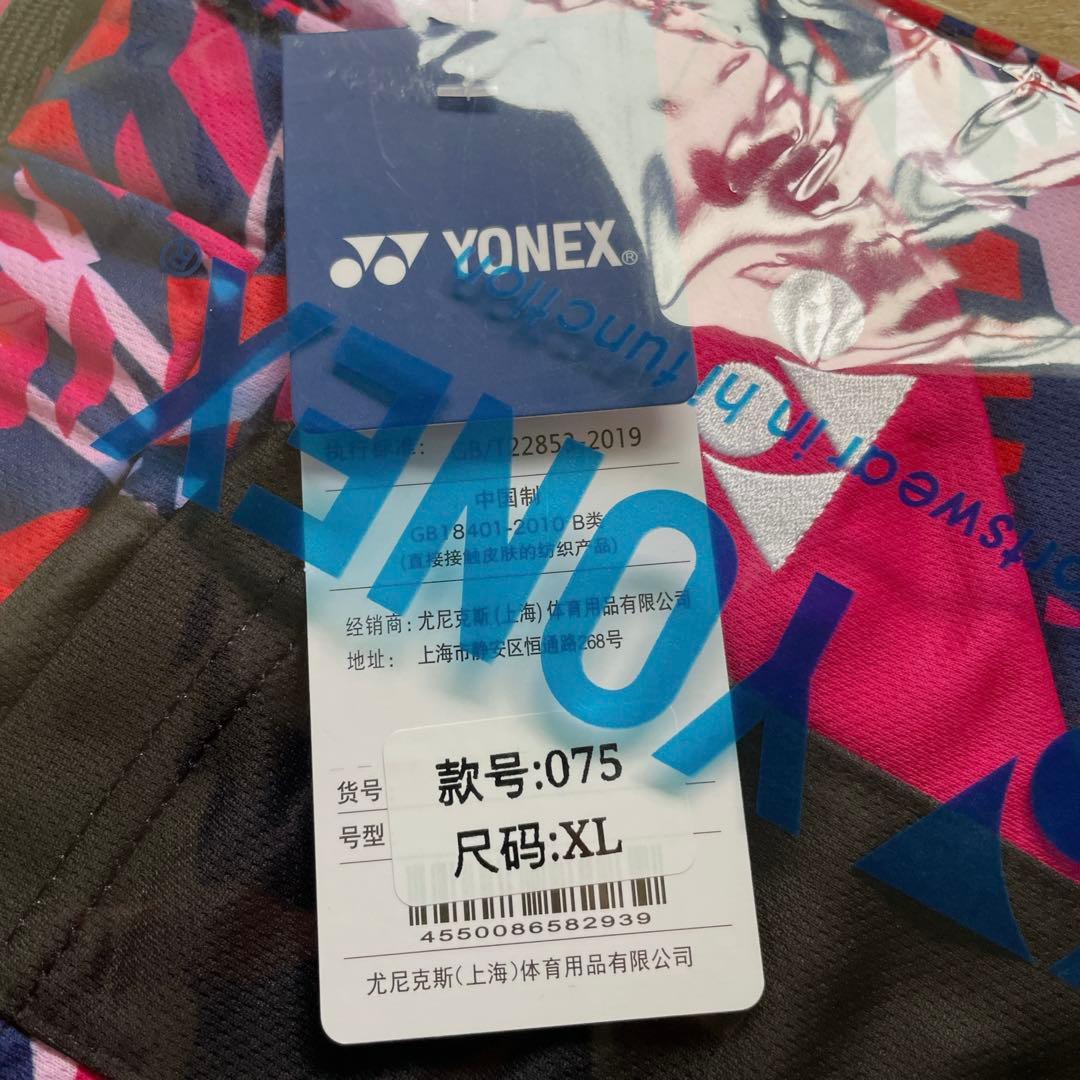 YONEX®
执行标准: GB/T22853-2019
中国制
GB18401-2010 B类
(直接接触皮肤的纺织产品)
经销商: 尤尼克斯(上海)体育用品有限公司
地址: 上海市静安区恒通路268号
货号
号型
款号:075
尺码:XL
4550086582939
尤尼克斯(上海)体育用品有限公司
YONEX®
sportswear in hi
function